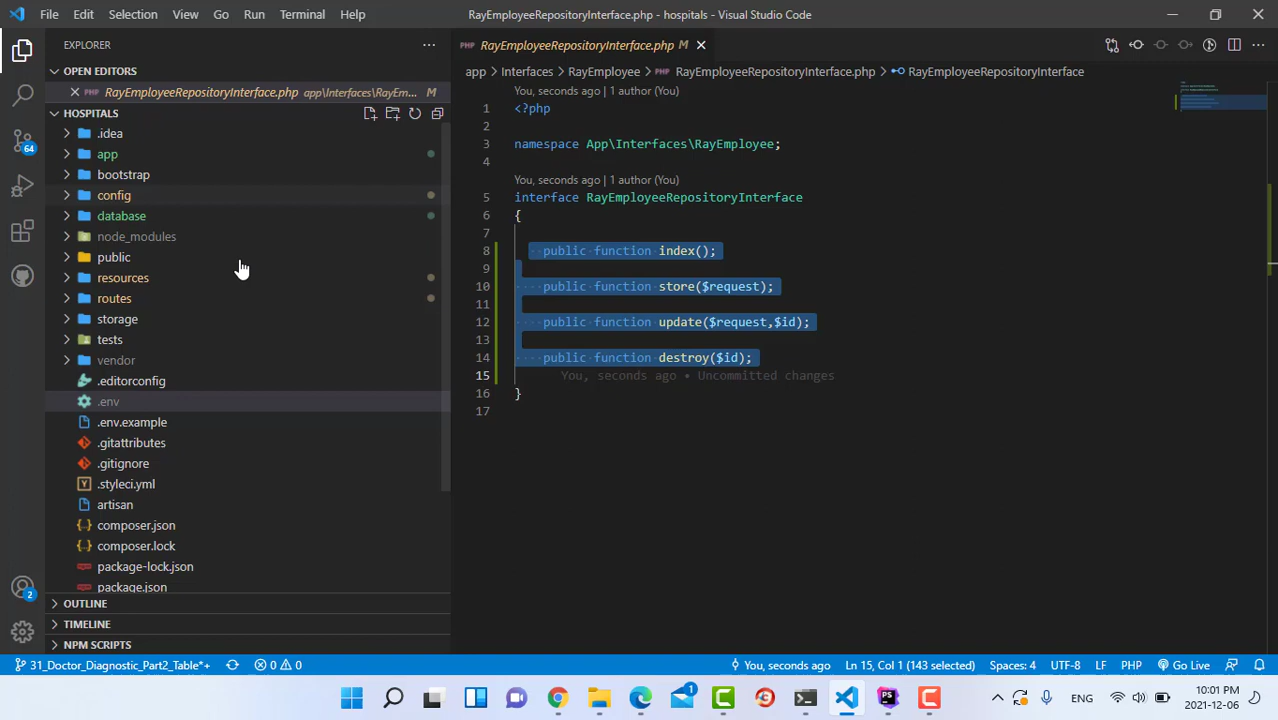 File Edit Selection View Go Run Terminal Help
RayEmployeeRepositoryInterface.php - hospitals - Visual Studio Code
EXPLORER
OPEN EDITORS
PHP RayEmployeeRepositoryInterface.php app\Interfaces\RayEm... M
HOSPITALS
.idea
app
bootstrap
config
database
node_modules
public
resources
routes
storage
tests
vendor
.editorconfig
.env
.env.example
.gitattributes
.gitignore
.styleci.yml
artisan
composer.json
composer.lock
package-lock.json
package.json
OUTLINE
TIMELINE
NPM SCRIPTS
64
2
PHP RayEmployeeRepositoryInterface.php M
app > Interfaces > RayEmployee > PHP RayEmployeeRepositoryInterface.php > RayEmployeeRepositoryInterface
You, seconds ago | 1 author (You)
1 <?php
2
3 namespace App\Interfaces\RayEmployee;
4
You, seconds ago | 1 author (You)
5 interface RayEmployeeRepositoryInterface
6 {
7
8 public function index();
9
10 public function store($request);
11
12 public function update($request,$id);
13
14 public function destroy($id);
15 You, seconds ago • Uncommitted changes
16 }
17
31_Doctor_Diagnostic_Part2_Table*+ 0 0 You, seconds ago Ln 15, Col 1 (143 selected) Spaces: 4 UTF-8 LF PHP Go Live
1 PS ENG 10:01 PM
2021-12-06